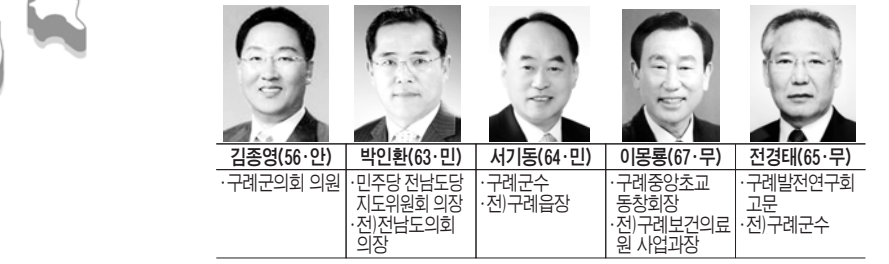 김종영(56·안) 박인환(63·민) 서기동(64·민) 이몽룡(67·무) 전경태(65·무)
·구례군의회 의원
·민주당 전남도당
지도위원회 의장
·전)전남도의회
의장
·구례군수
·전)구례읍장
·구례중앙초교
동창회장
·전)구례보건의료
원 사업과장
·구례발전연구회
고문
·전)구례군수